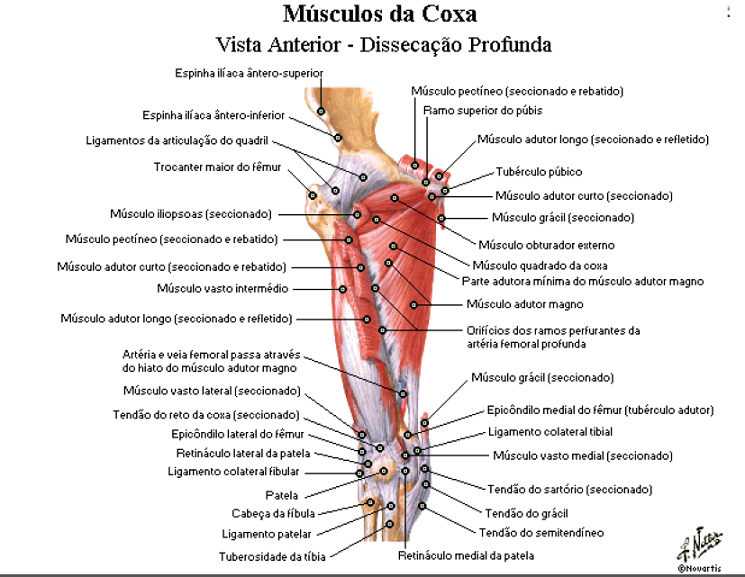 Músculos da Coxa
Vista Anterior - Dissecação Profunda
Espinha ilíaca ântero-superior
Espinha ilíaca ântero-inferior
Ligamentos da articulação do quadril
Trocanter maior do fêmur
Músculo iliopsoas (seccionado)
Músculo pectíneo (seccionado e rebatido)
Músculo adutor curto (seccionado e rebatido)
Músculo vasto intermédio
Músculo adutor longo (seccionado e refletido)
Artéria e veia femoral passa através
do hiato do músculo adutor magno
Músculo vasto lateral (seccionado)
Tendão do reto da coxa (seccionado)
Epicôndilo lateral do fêmur
Retináculo lateral da patela
Ligamento colateral fibular
Patela
Cabeça da fíbula
Ligamento patelar
Tuberosidade da tíbia
Músculo pectíneo (seccionado e rebatido)
Ramo superior do púbis
Músculo adutor longo (seccionado e refletido)
Tubérculo púbico
Músculo adutor curto (seccionado)
Músculo grácil (seccionado)
Músculo obturador externo
Músculo quadrado da coxa
Parte adutora mínima do músculo adutor magno
Músculo adutor magno
Orifícios dos ramos perfurantes da
artéria femoral profunda
Músculo grácil (seccionado)
Epicôndilo medial do fêmur (tubérculo adutor)
Ligamento colateral tibial
Músculo vasto medial (seccionado)
Tendão do sartório (seccionado)
Tendão do grácil
Tendão do semitendíneo
Retináculo medial da patela
©Novartis